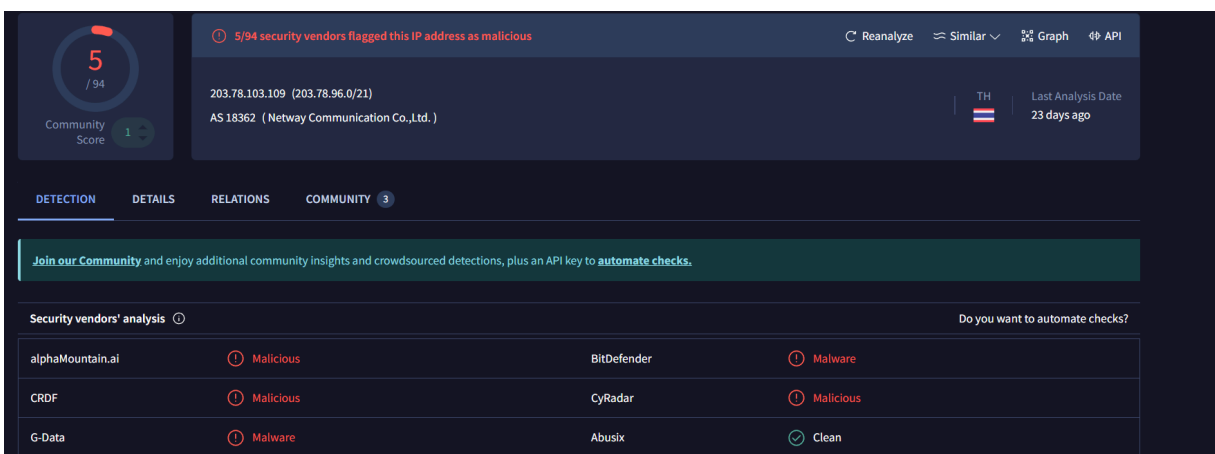 5
/ 94
Community Score
1
5/94 security vendors flagged this IP address as malicious
Reanalyze
Similar
Graph
API
203.78.103.109 (203.78.96.0/21)
AS 18362 ( Netway Communication Co.,Ltd. )
TH
Last Analysis Date
23 days ago
DETECTION DETAILS RELATIONS COMMUNITY 3
Join our Community and enjoy additional community insights and crowdsourced detections, plus an API key to automate checks.
Security vendors' analysis
Do you want to automate checks?
alphaMountain.ai Malicious BitDefender Malware
CRDF Malicious CyRadar Malicious
G-Data Malware Abusix Clean